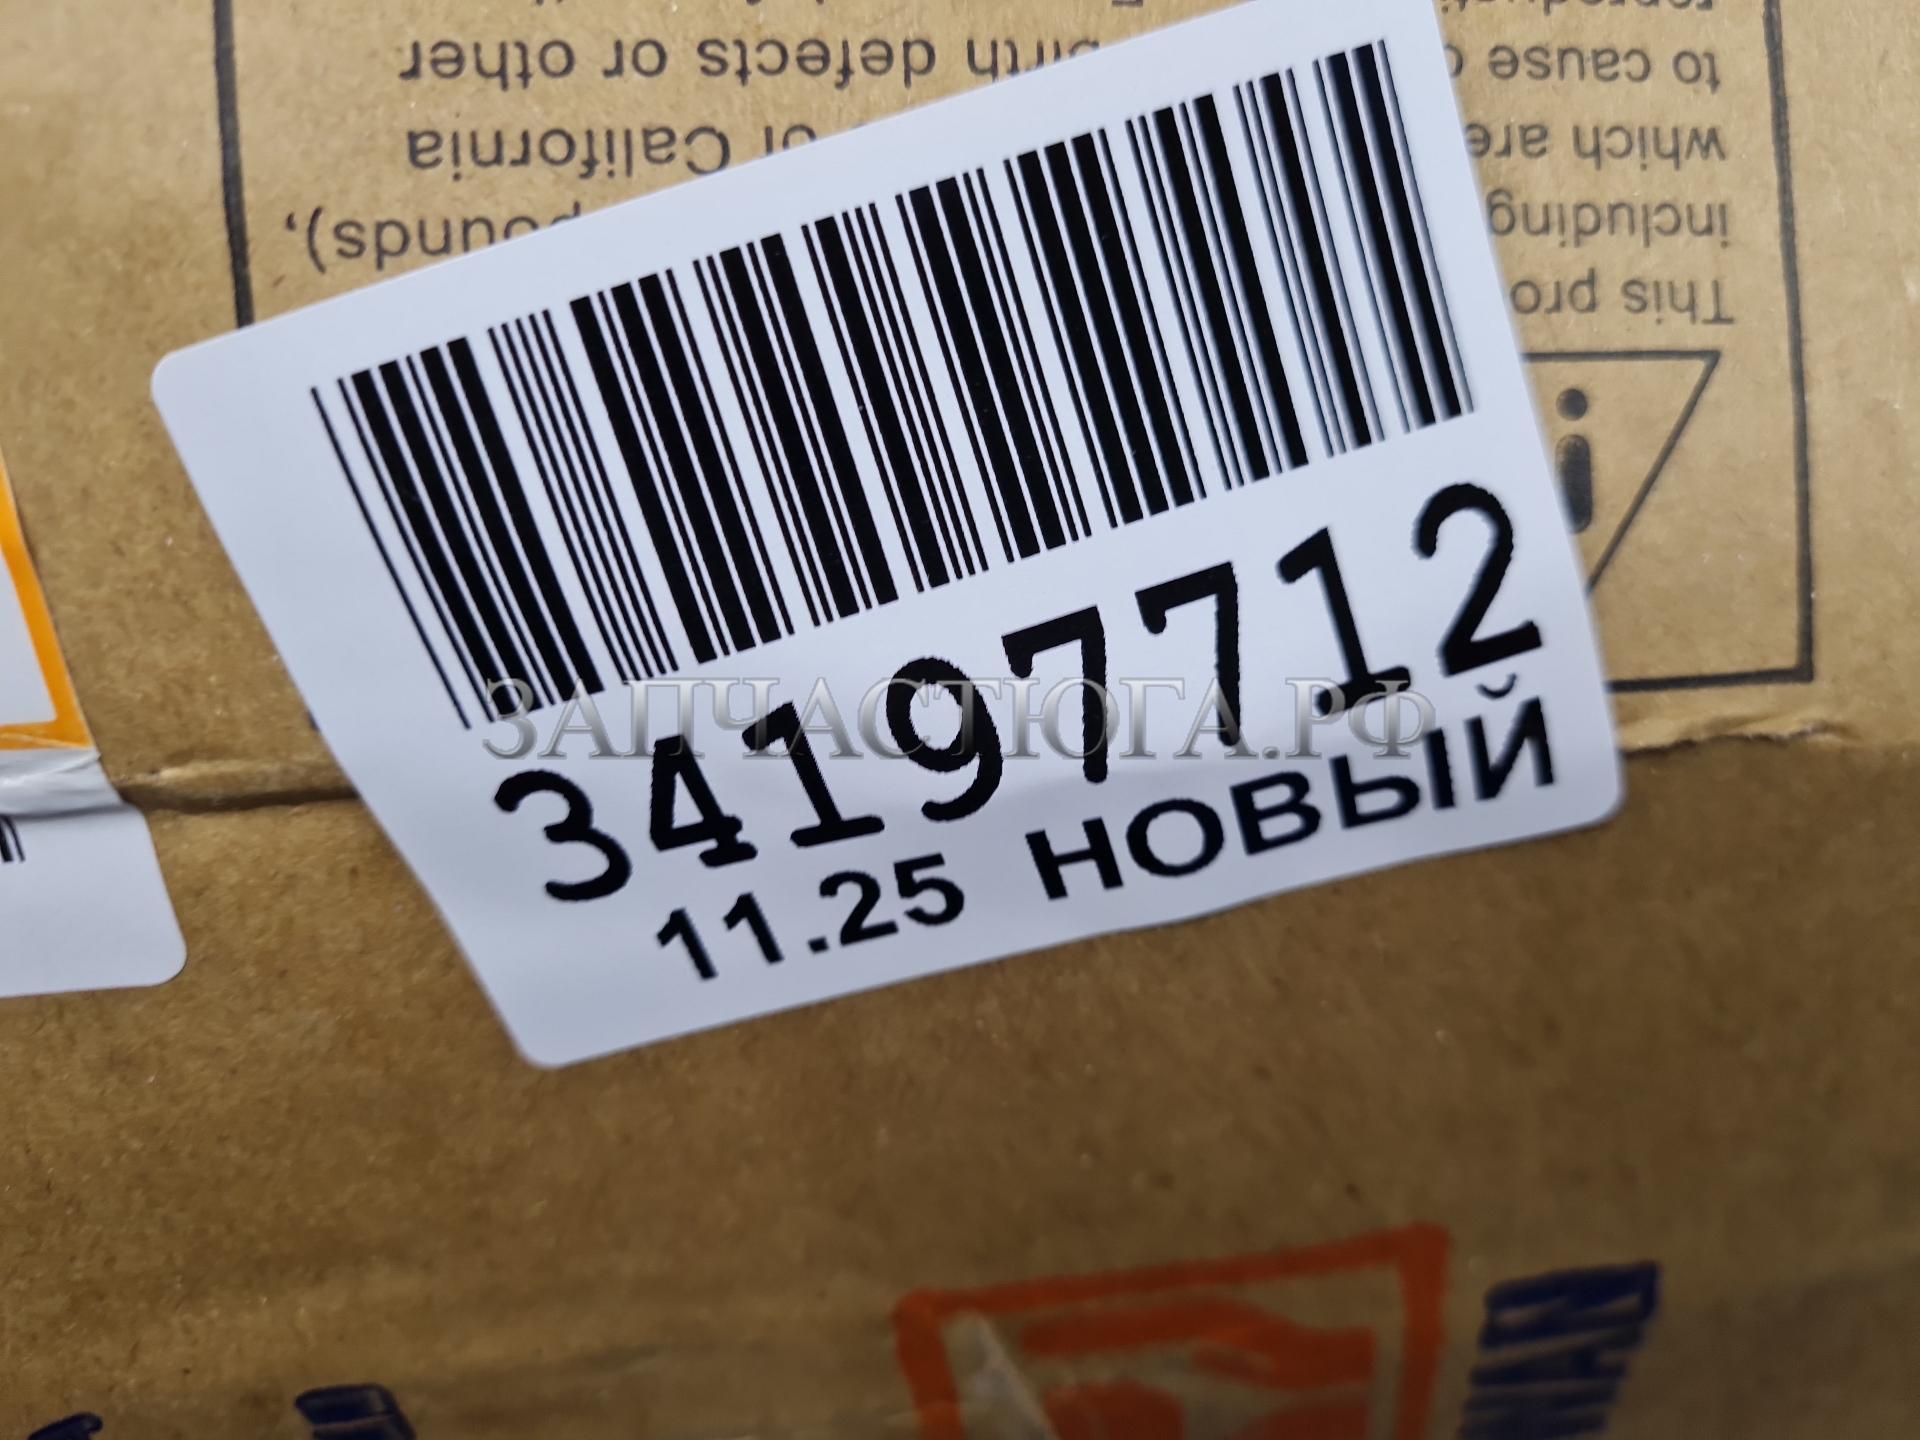 This pro
including
pounds),
which are
of California
to cause
birth defects or other
34197712
11.25 НОВЫЙ
ЗАПЧАСТЮГА.РФ